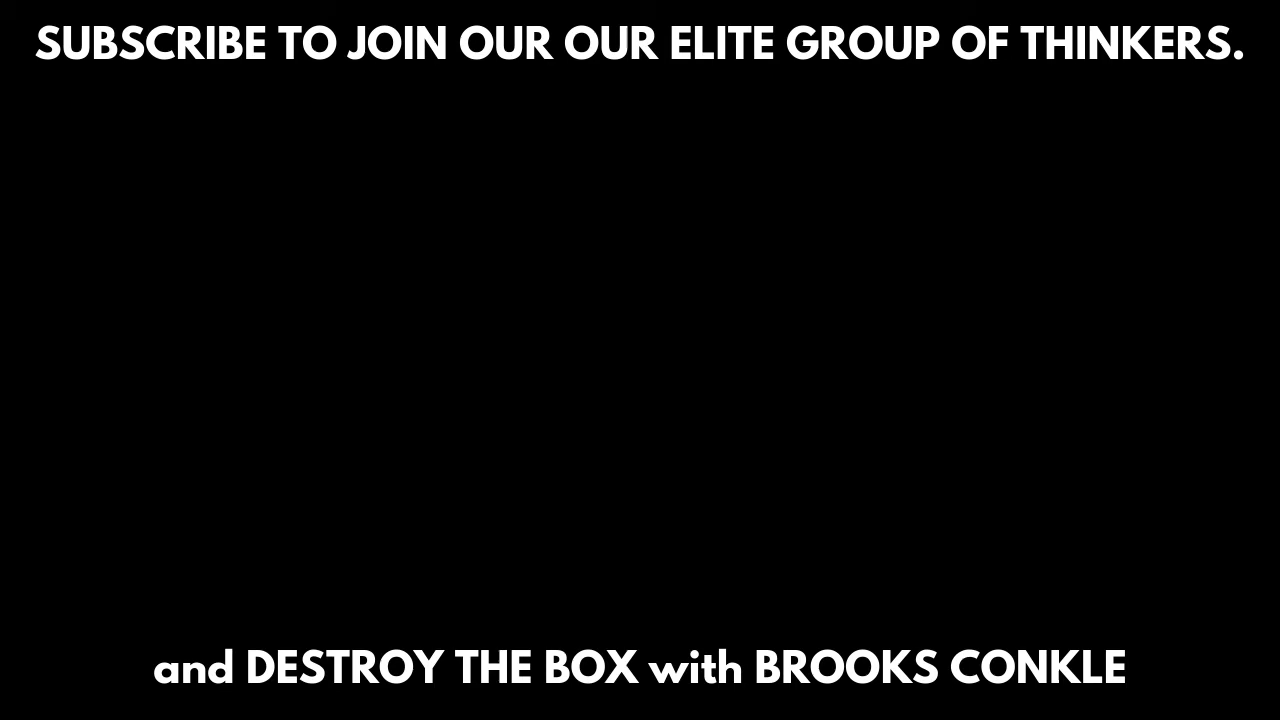 SUBSCRIBE TO JOIN OUR OUR ELITE GROUP OF THINKERS.
and DESTROY THE BOX with BROOKS CONKLE